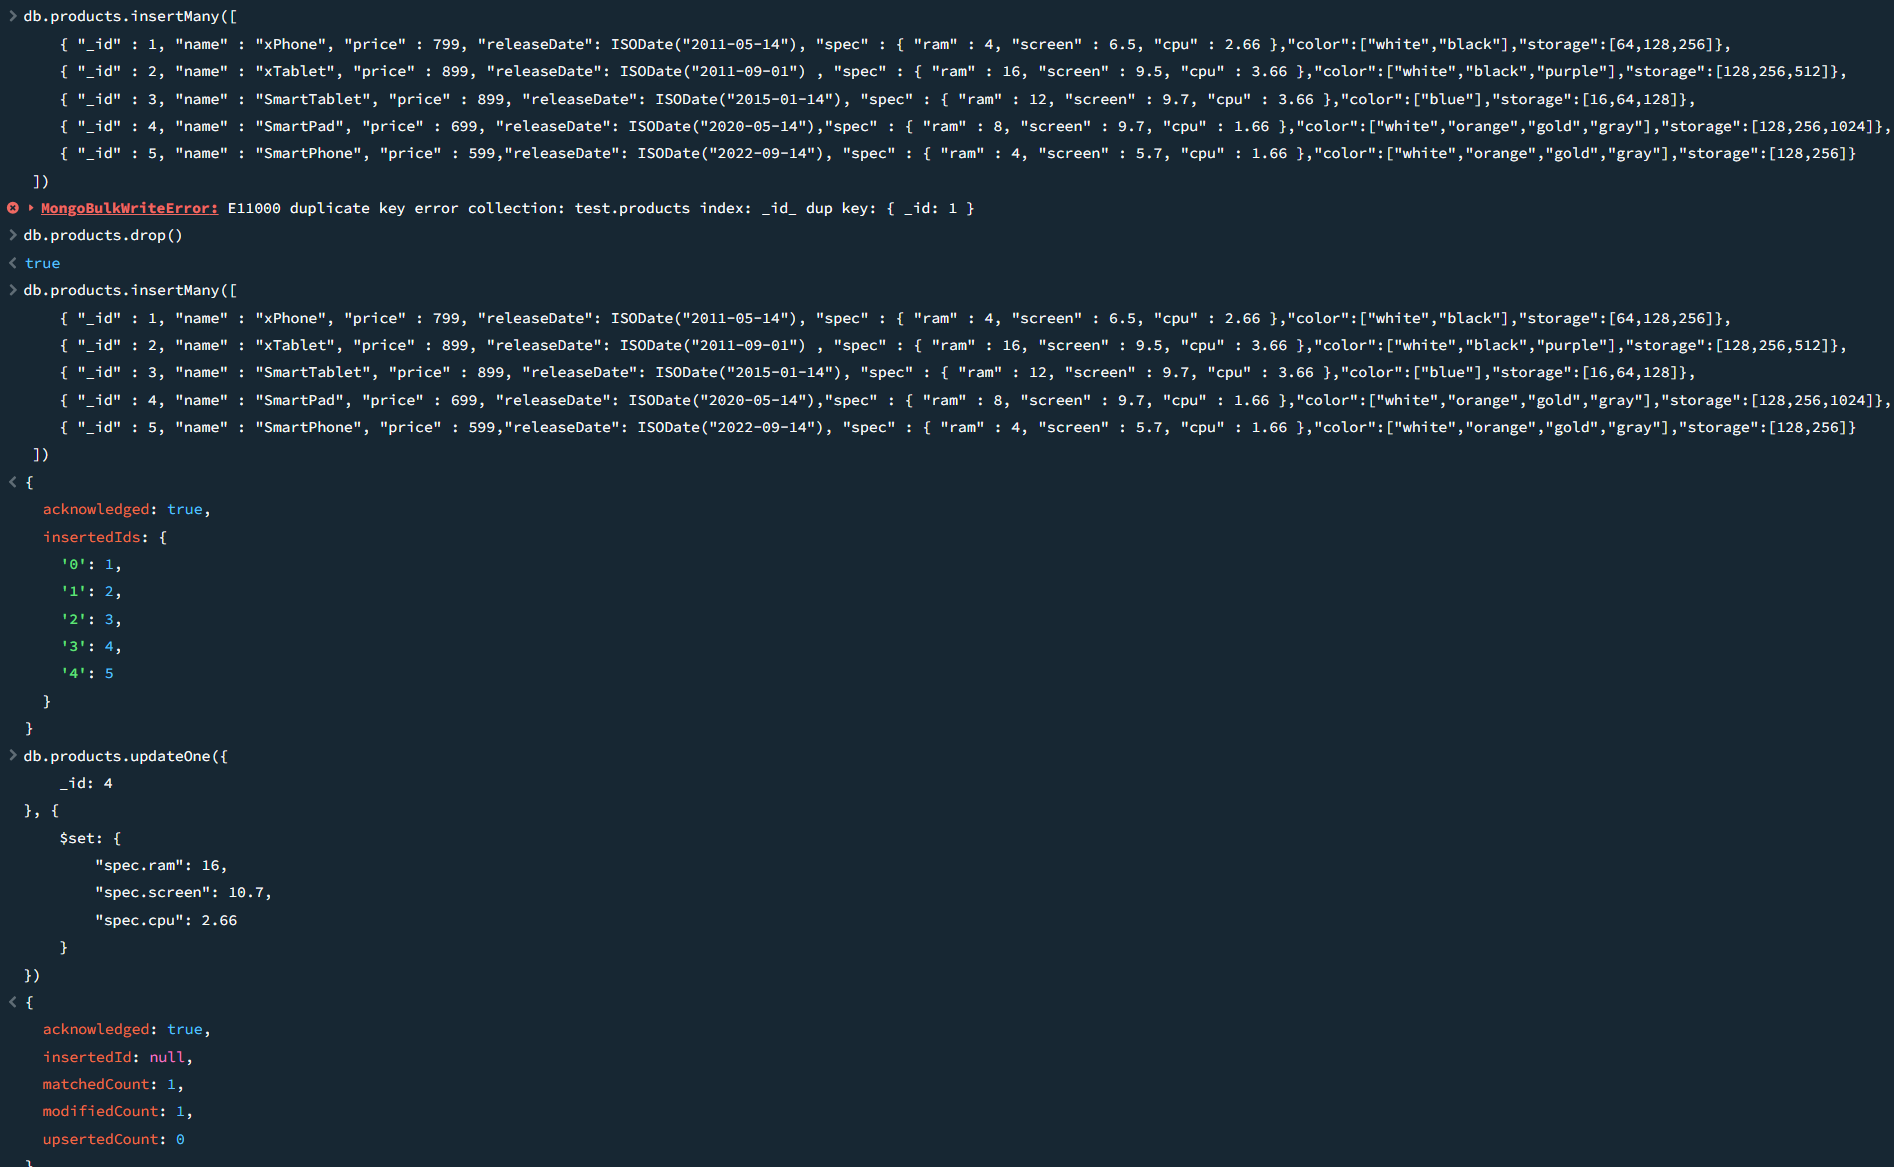 > db.products.insertMany([
{ "_id" : 1, "name" : "xPhone", "price" : 799, "releaseDate": ISODate("2011-05-14"), "spec" : { "ram" : 4, "screen" : 6.5, "cpu" : 2.66 },"color":["white","black"],"storage":[64,128,256]},
{ "_id" : 2, "name" : "xTablet", "price" : 899, "releaseDate": ISODate("2011-09-01") , "spec" : { "ram" : 16, "screen" : 9.5, "cpu" : 3.66 },"color":["white","black","purple"],"storage":[128,256,512]},
{ "_id" : 3, "name" : "SmartTablet", "price" : 899, "releaseDate": ISODate("2015-01-14"), "spec" : { "ram" : 12, "screen" : 9.7, "cpu" : 3.66 },"color":["blue"],"storage":[16,64,128]},
{ "_id" : 4, "name" : "SmartPad", "price" : 699, "releaseDate": ISODate("2020-05-14"),"spec" : { "ram" : 8, "screen" : 9.7, "cpu" : 1.66 },"color":["white","orange","gold","gray"],"storage":[128,256,1024]},
{ "_id" : 5, "name" : "SmartPhone", "price" : 599,"releaseDate": ISODate("2022-09-14"), "spec" : { "ram" : 4, "screen" : 5.7, "cpu" : 1.66 },"color":["white","orange","gold","gray"],"storage":[128,256]}
])
MongoBulkWriteError: E11000 duplicate key error collection: test.products index: _id_ dup key: { _id: 1 }
> db.products.drop()
< true
> db.products.insertMany([
{ "_id" : 1, "name" : "xPhone", "price" : 799, "releaseDate": ISODate("2011-05-14"), "spec" : { "ram" : 4, "screen" : 6.5, "cpu" : 2.66 },"color":["white","black"],"storage":[64,128,256]},
{ "_id" : 2, "name" : "xTablet", "price" : 899, "releaseDate": ISODate("2011-09-01") , "spec" : { "ram" : 16, "screen" : 9.5, "cpu" : 3.66 },"color":["white","black","purple"],"storage":[128,256,512]},
{ "_id" : 3, "name" : "SmartTablet", "price" : 899, "releaseDate": ISODate("2015-01-14"), "spec" : { "ram" : 12, "screen" : 9.7, "cpu" : 3.66 },"color":["blue"],"storage":[16,64,128]},
{ "_id" : 4, "name" : "SmartPad", "price" : 699, "releaseDate": ISODate("2020-05-14"),"spec" : { "ram" : 8, "screen" : 9.7, "cpu" : 1.66 },"color":["white","orange","gold","gray"],"storage":[128,256,1024]},
{ "_id" : 5, "name" : "SmartPhone", "price" : 599,"releaseDate": ISODate("2022-09-14"), "spec" : { "ram" : 4, "screen" : 5.7, "cpu" : 1.66 },"color":["white","orange","gold","gray"],"storage":[128,256]}
])
< {
acknowledged: true,
insertedIds: {
'0': 1,
'1': 2,
'2': 3,
'3': 4,
'4': 5
}
}
> db.products.updateOne({
_id: 4
}, {
$set: {
"spec.ram": 16,
"spec.screen": 10.7,
"spec.cpu": 2.66
}
})
< {
acknowledged: true,
insertedId: null,
matchedCount: 1,
modifiedCount: 1,
upsertedCount: 0
}